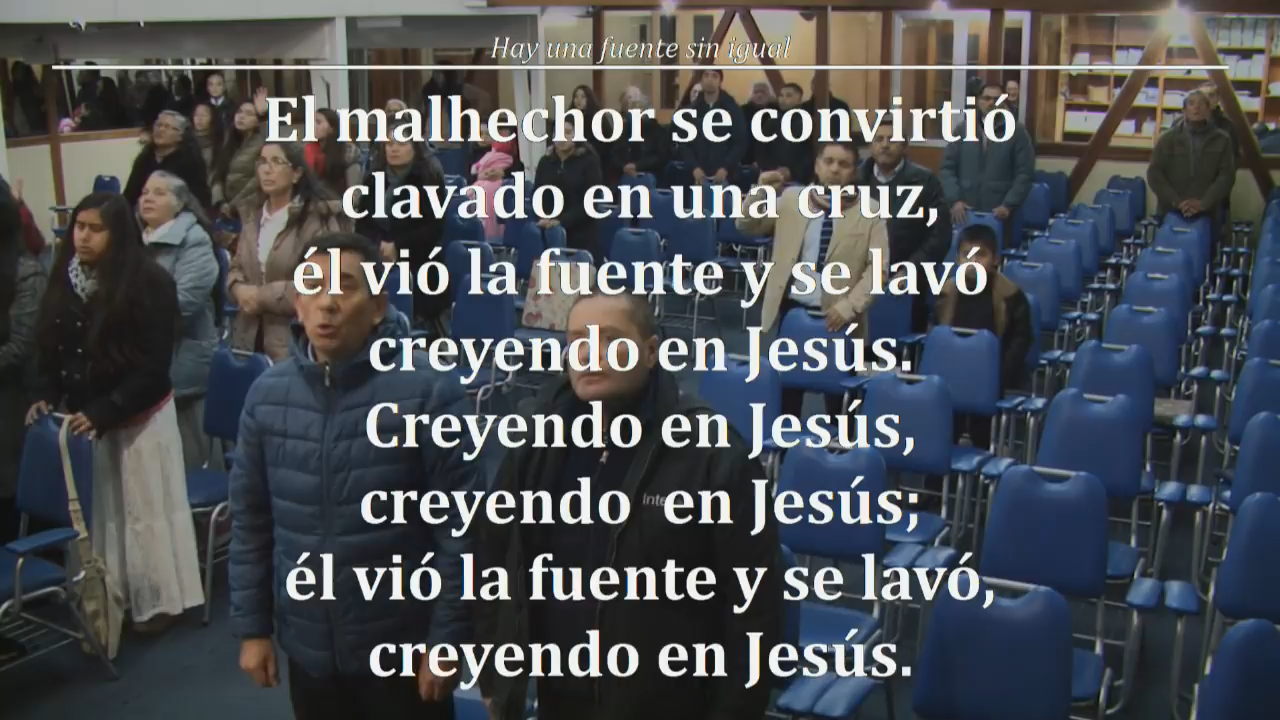 Hay una fuente sin igual
El malhechor se convirtió
clavado en una cruz,
él vió la fuente y se lavó
creyendo en Jesús.
Creyendo en Jesús,
creyendo en Jesús;
él vió la fuente y se lavó,
creyendo en Jesús.